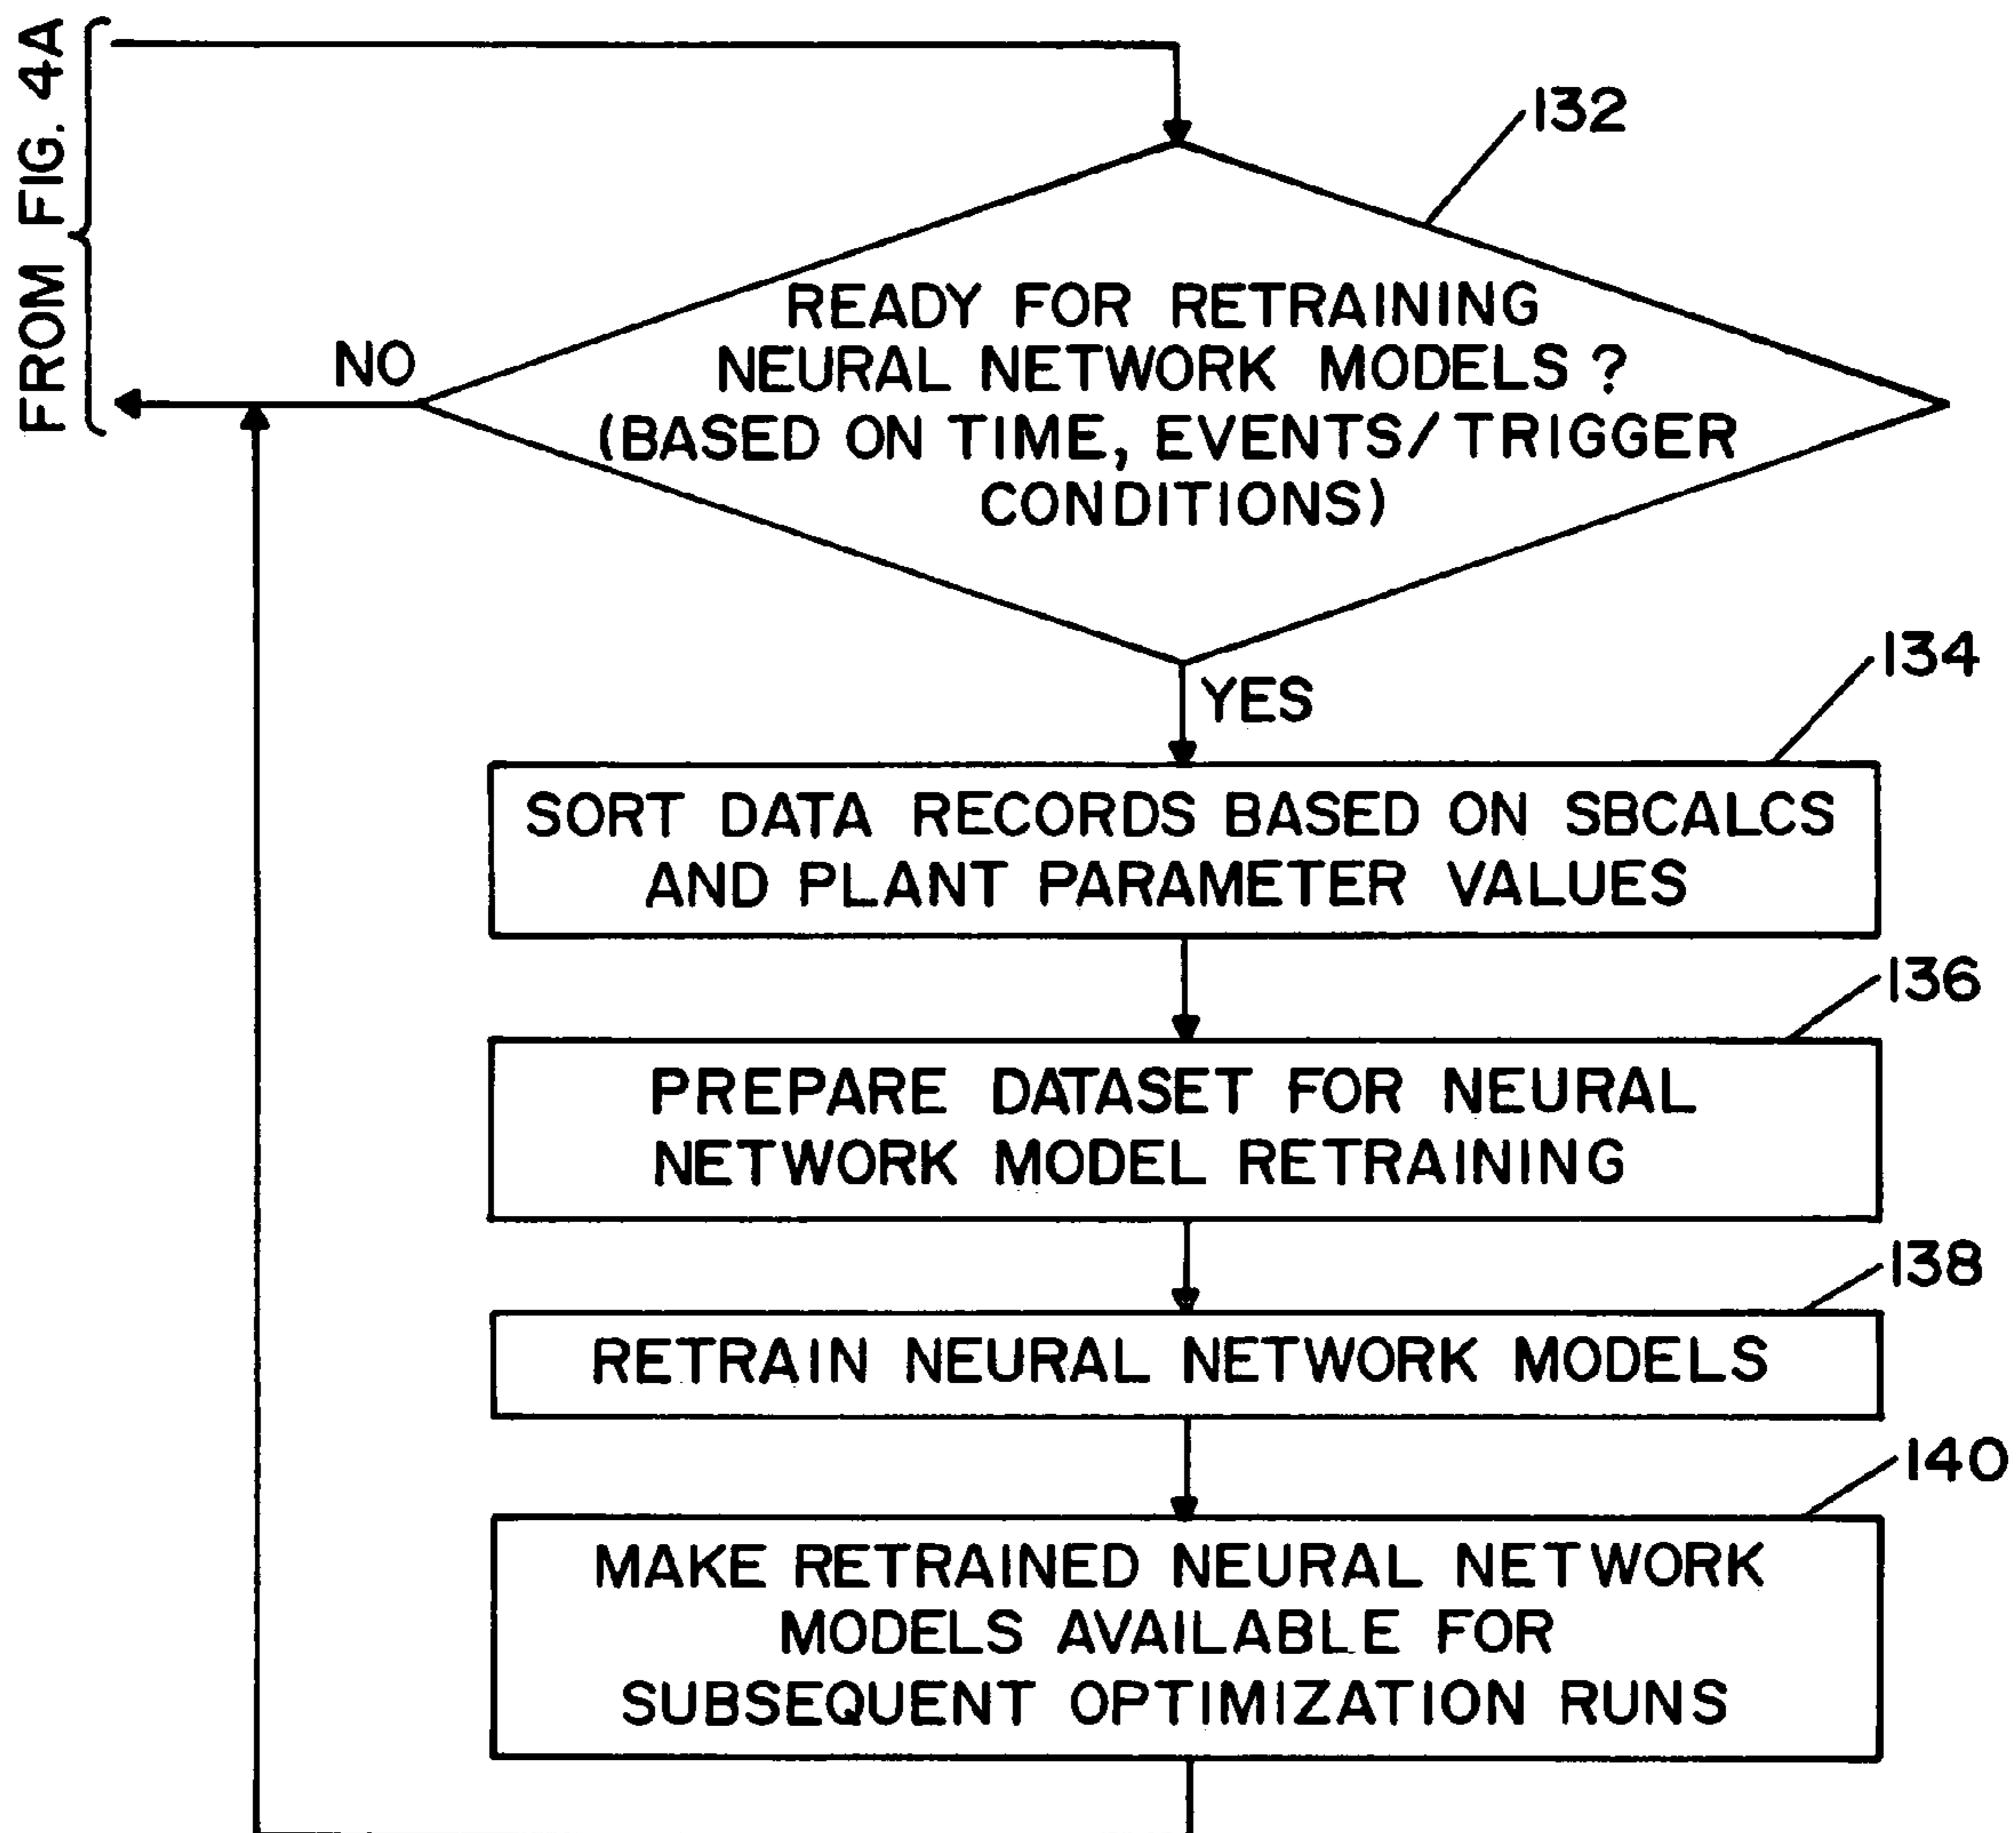 FROM FIG. 4A
132
READY FOR RETRAINING
NEURAL NETWORK MODELS ?
(BASED ON TIME, EVENTS/TRIGGER
CONDITIONS)
NO
YES
134
SORT DATA RECORDS BASED ON SBCALCS
AND PLANT PARAMETER VALUES
136
PREPARE DATASET FOR NEURAL
NETWORK MODEL RETRAINING
138
RETRAIN NEURAL NETWORK MODELS
140
MAKE RETRAINED NEURAL NETWORK
MODELS AVAILABLE FOR
SUBSEQUENT OPTIMIZATION RUNS